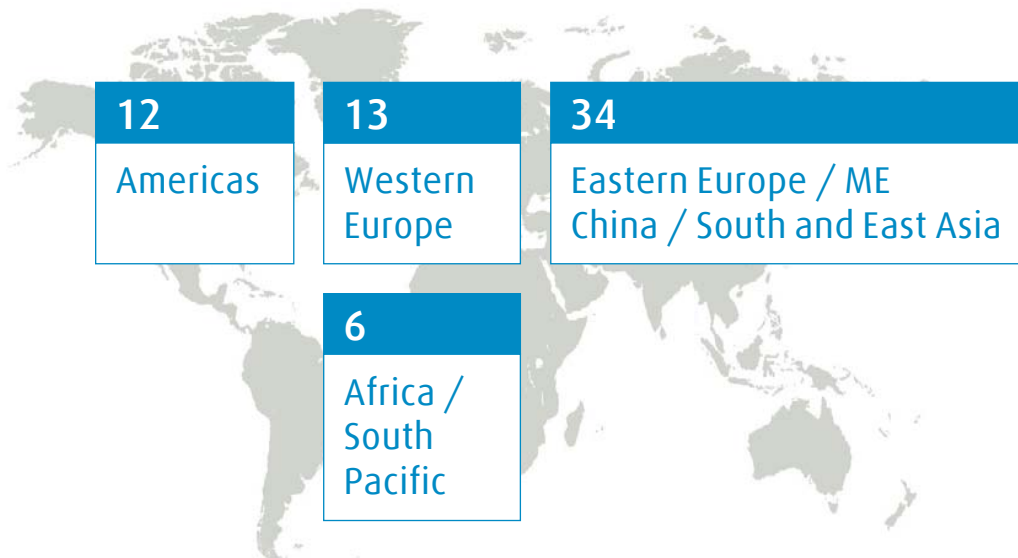 12
Americas
13
Western
Europe
34
Eastern Europe / ME
China / South and East Asia
6
Africa /
South
Pacific